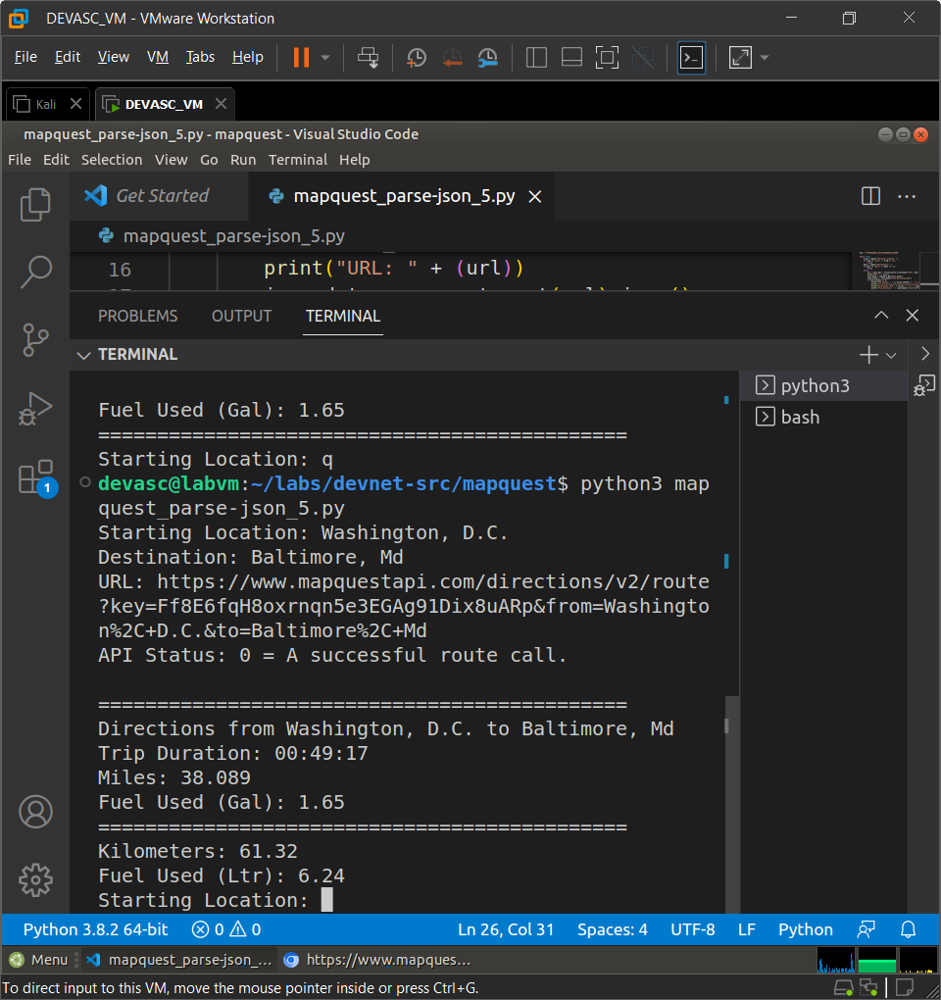 DEVASC_VM - VMware Workstation
File Edit View VM Tabs Help
Kali DEVASC_VM
mapquest_parse-json_5.py - mapquest - Visual Studio Code
File Edit Selection View Go Run Terminal Help
Get Started mapquest_parse-json_5.py
mapquest_parse-json_5.py
16 print("URL: " + (url))
PROBLEMS OUTPUT TERMINAL
TERMINAL
python3
bash
Fuel Used (Gal): 1.65
=============================================
Starting Location: q
devasc@labvm:~/labs/devnet-src/mapquest$ python3 map
quest_parse-json_5.py
Starting Location: Washington, D.C.
Destination: Baltimore, Md
URL: https://www.mapquestapi.com/directions/v2/route
?key=Ff8E6fqH8oxrnqn5e3EGAg91Dix8uARp&from=Washingto
n%2C+D.C.&to=Baltimore%2C+Md
API Status: 0 = A successful route call.
=============================================
Directions from Washington, D.C. to Baltimore, Md
Trip Duration: 00:49:17
Miles: 38.089
Fuel Used (Gal): 1.65
=============================================
Kilometers: 61.32
Fuel Used (Ltr): 6.24
Starting Location:
1
Python 3.8.2 64-bit 0 0 Ln 26, Col 31 Spaces: 4 UTF-8 LF Python
Menu mapquest_parse-json_... https://www.mapques...
To direct input to this VM, move the mouse pointer inside or press Ctrl+G.